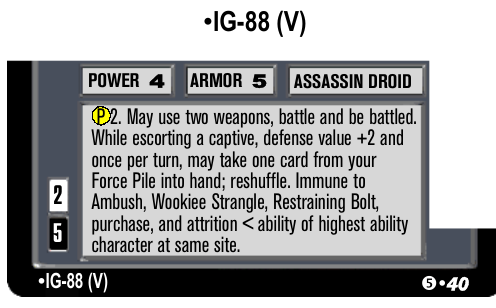 •IG-88 (V)
POWER 4 ARMOR 5 ASSASSIN DROID
P 2. May use two weapons, battle and be battled.
While escorting a captive, defense value +2 and
once per turn, may take one card from your
Force Pile into hand; reshuffle. Immune to
Ambush, Wookiee Strangle, Restraining Bolt,
purchase, and attrition < ability of highest ability
character at same site.
2
5
•IG-88 (V) 5•40